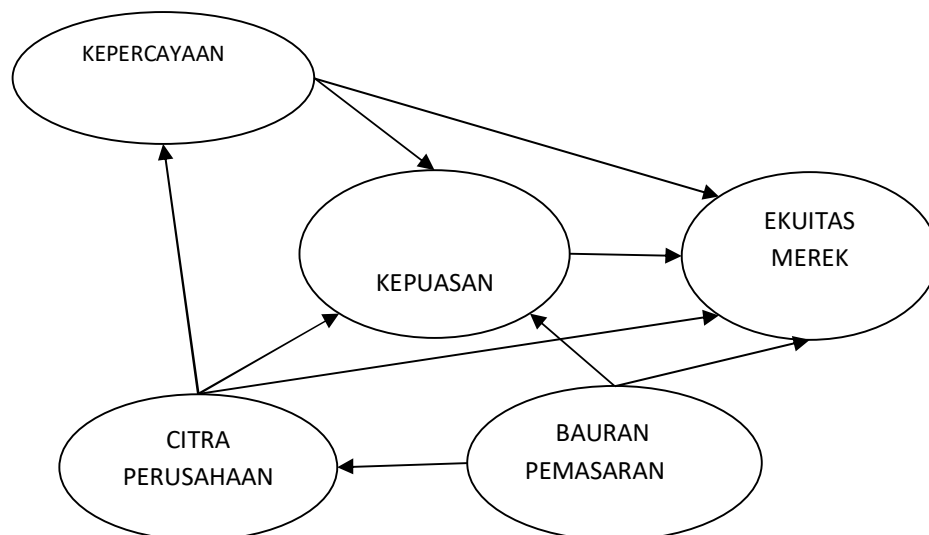 KEPERCAYAAN
KEPUASAN
EKUITAS
MEREK
CITRA
PERUSAHAAN
BAURAN
PEMASARAN